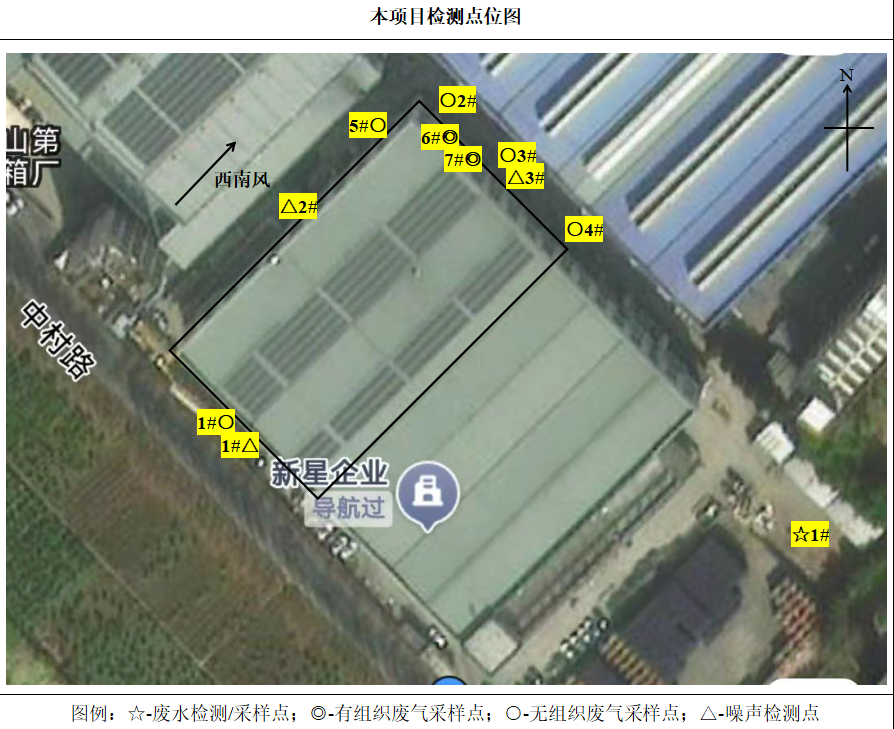 本项目检测点位图
N
〇2#
5#〇
6#◎
7#◎
〇3#
△3#
山第
箱厂
西南风
△2#
〇4#
中村路
1#〇
1#△
新星企业
导航过
☆1#
图例：☆-废水检测/采样点；◎-有组织废气采样点；〇-无组织废气采样点；△-噪声检测点